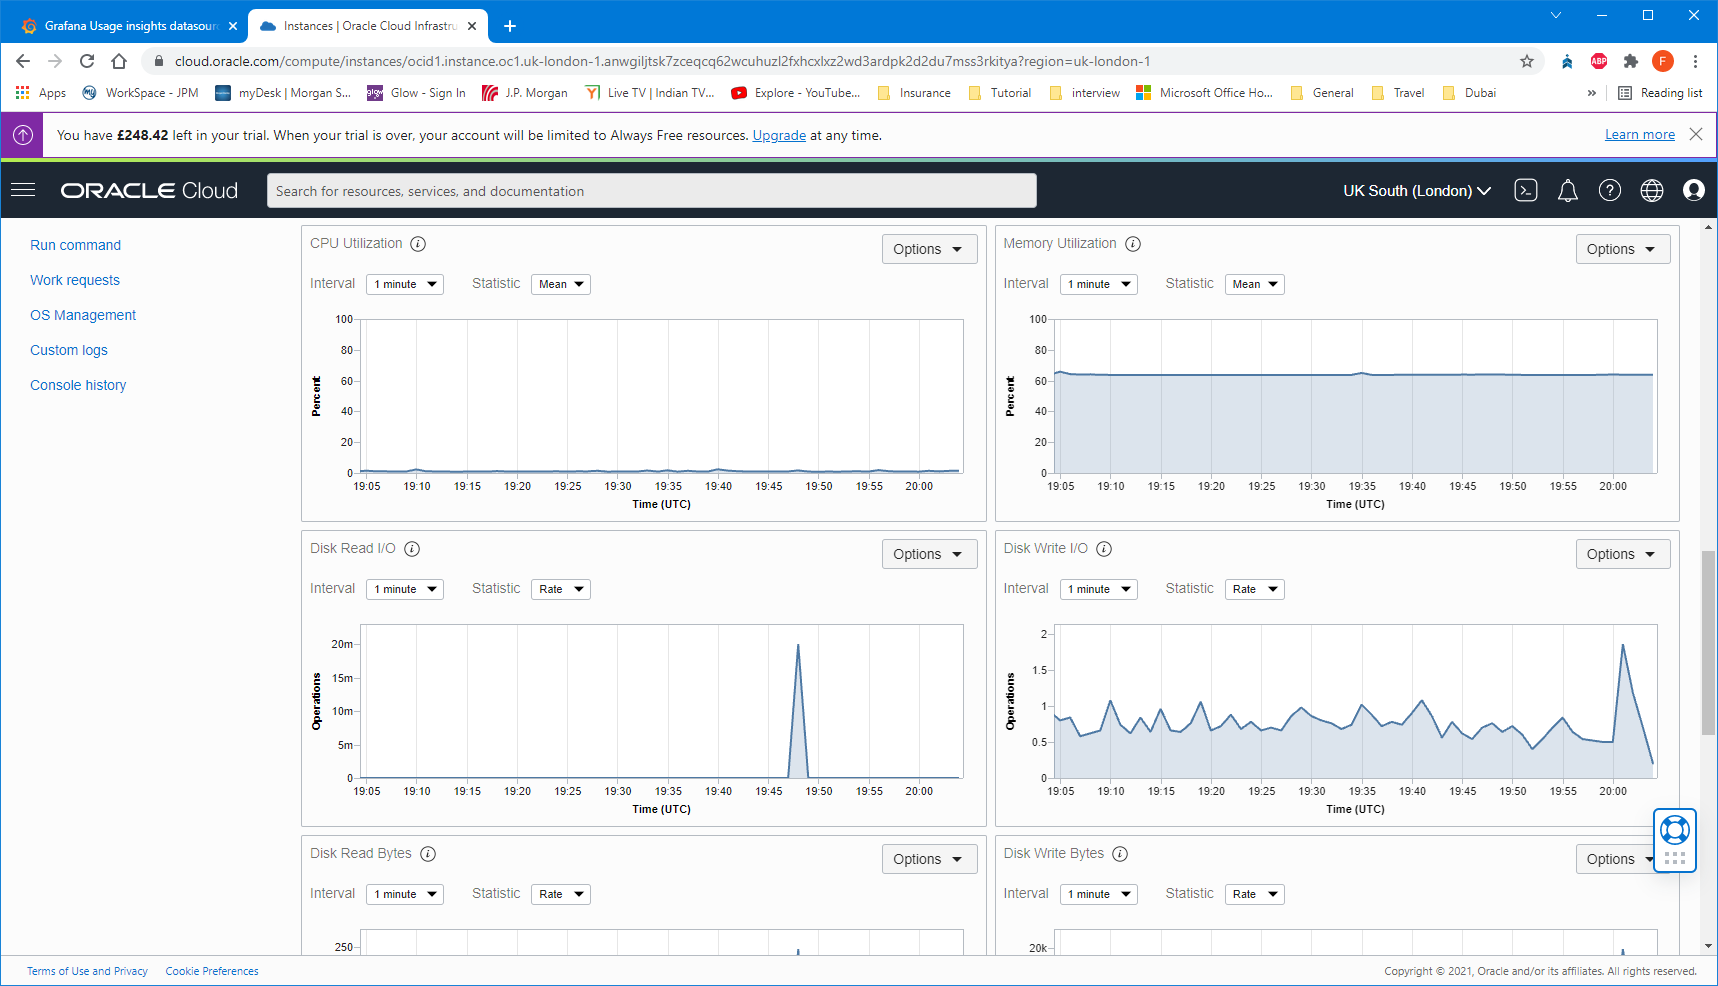 Grafana Usage insights datasour
Instances | Oracle Cloud Infrastru
cloud.oracle.com/compute/instances/ocid1.instance.oc1.uk-london-1.anwgiljtsk7zceqcq62wcuhuzl2fxhcxlxz2wd3ardpk2d2du7mss3rkitya?region=uk-london-1
ABP
F
Apps
my
WorkSpace - JPM
myDesk | Morgan S...
glow
Glow - Sign In
J.P. Morgan
Live TV | Indian TV...
Explore - YouTube...
Insurance
Tutorial
interview
Microsoft Office Ho...
General
Travel
Dubai
»
Reading list
You have £248.42 left in your trial. When your trial is over, your account will be limited to Always Free resources. Upgrade at any time.
Learn more
ORACLE Cloud
Search for resources, services, and documentation
UK South (London)
Run command
Work requests
OS Management
Custom logs
Console history
CPU Utilization
Options
Interval 1 minute Statistic Mean
100
80
60
40
20
0
Percent
19:05 19:10 19:15 19:20 19:25 19:30 19:35 19:40 19:45 19:50 19:55 20:00
Time (UTC)
Memory Utilization
Options
Interval 1 minute Statistic Mean
100
80
60
40
20
0
Percent
19:05 19:10 19:15 19:20 19:25 19:30 19:35 19:40 19:45 19:50 19:55 20:00
Time (UTC)
Disk Read I/O
Options
Interval 1 minute Statistic Rate
20m
15m
10m
5m
0
Operations
19:05 19:10 19:15 19:20 19:25 19:30 19:35 19:40 19:45 19:50 19:55 20:00
Time (UTC)
Disk Write I/O
Options
Interval 1 minute Statistic Rate
2
1.5
1
0.5
0
Operations
19:05 19:10 19:15 19:20 19:25 19:30 19:35 19:40 19:45 19:50 19:55 20:00
Time (UTC)
Disk Read Bytes
Options
Interval 1 minute Statistic Rate
250
Disk Write Bytes
Options
Interval 1 minute Statistic Rate
20k
Terms of Use and Privacy
Cookie Preferences
Copyright © 2021, Oracle and/or its affiliates. All rights reserved.